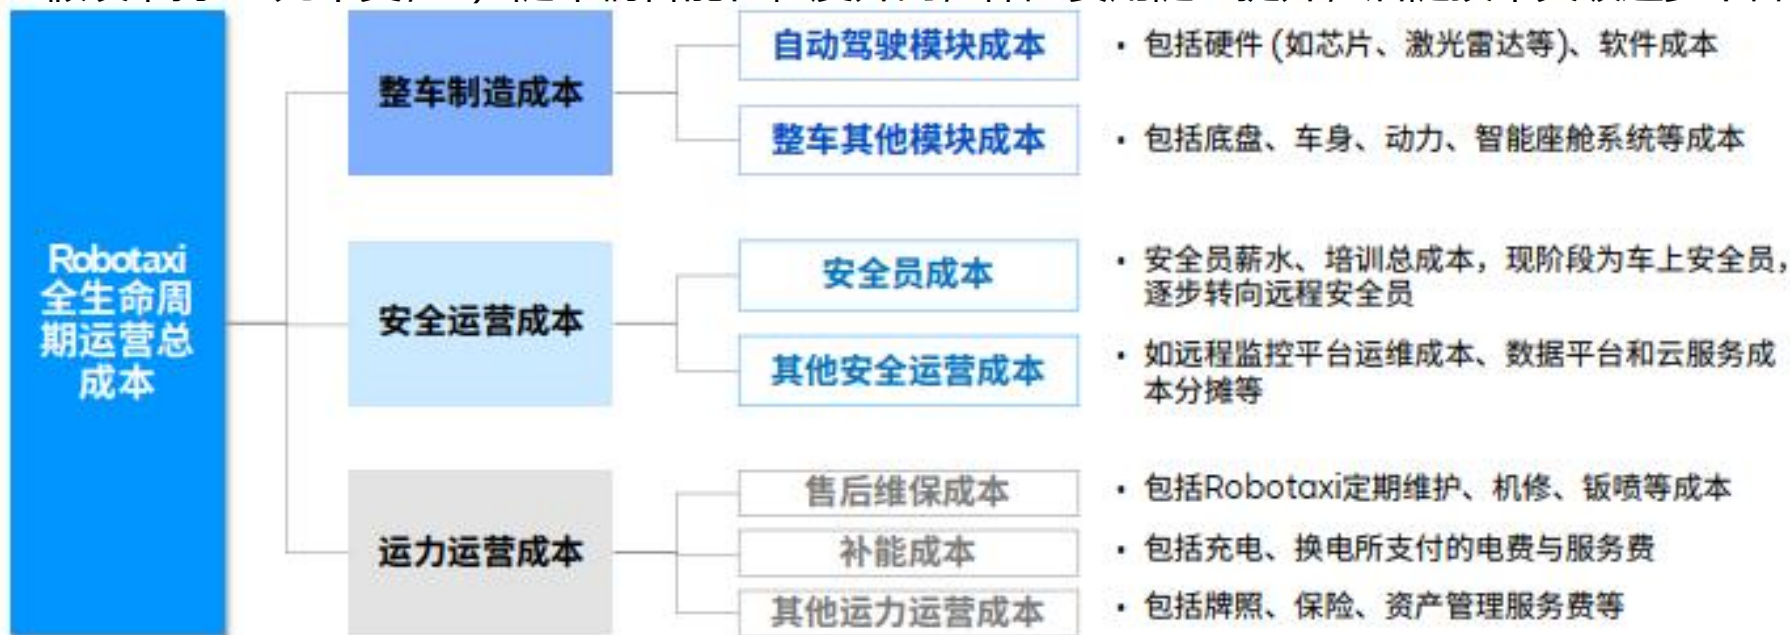 Robotaxi
全生命周
期运营总
成本
整车制造成本
自动驾驶模块成本
• 包括硬件 (如芯片、激光雷达等)、软件成本
整车其他模块成本
• 包括底盘、车身、动力、智能座舱系统等成本
安全运营成本
安全员成本
• 安全员薪水、培训总成本，现阶段为车上安全员，
逐步转向远程安全员
其他安全运营成本
• 如远程监控平台运维成本、数据平台和云服务成
本分摊等
运力运营成本
售后维保成本
• 包括Robotaxi定期维护、机修、钣喷等成本
补能成本
• 包括充电、换电所支付的电费与服务费
其他运力运营成本
• 包括牌照、保险、资产管理服务费等